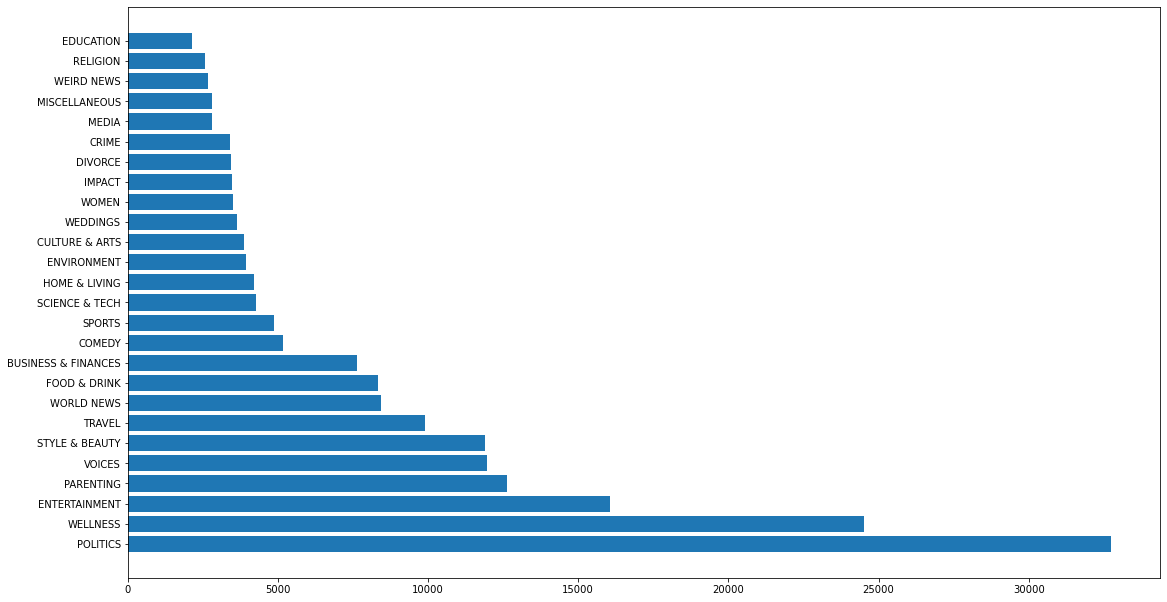 EDUCATION
RELIGION
WEIRD NEWS
MISCELLANEOUS
MEDIA
CRIME
DIVORCE
IMPACT
WOMEN
WEDDINGS
CULTURE & ARTS
ENVIRONMENT
HOME & LIVING
SCIENCE & TECH
SPORTS
COMEDY
BUSINESS & FINANCES
FOOD & DRINK
WORLD NEWS
TRAVEL
STYLE & BEAUTY
VOICES
PARENTING
ENTERTAINMENT
WELLNESS
POLITICS
0 5000 10000 15000 20000 25000 30000